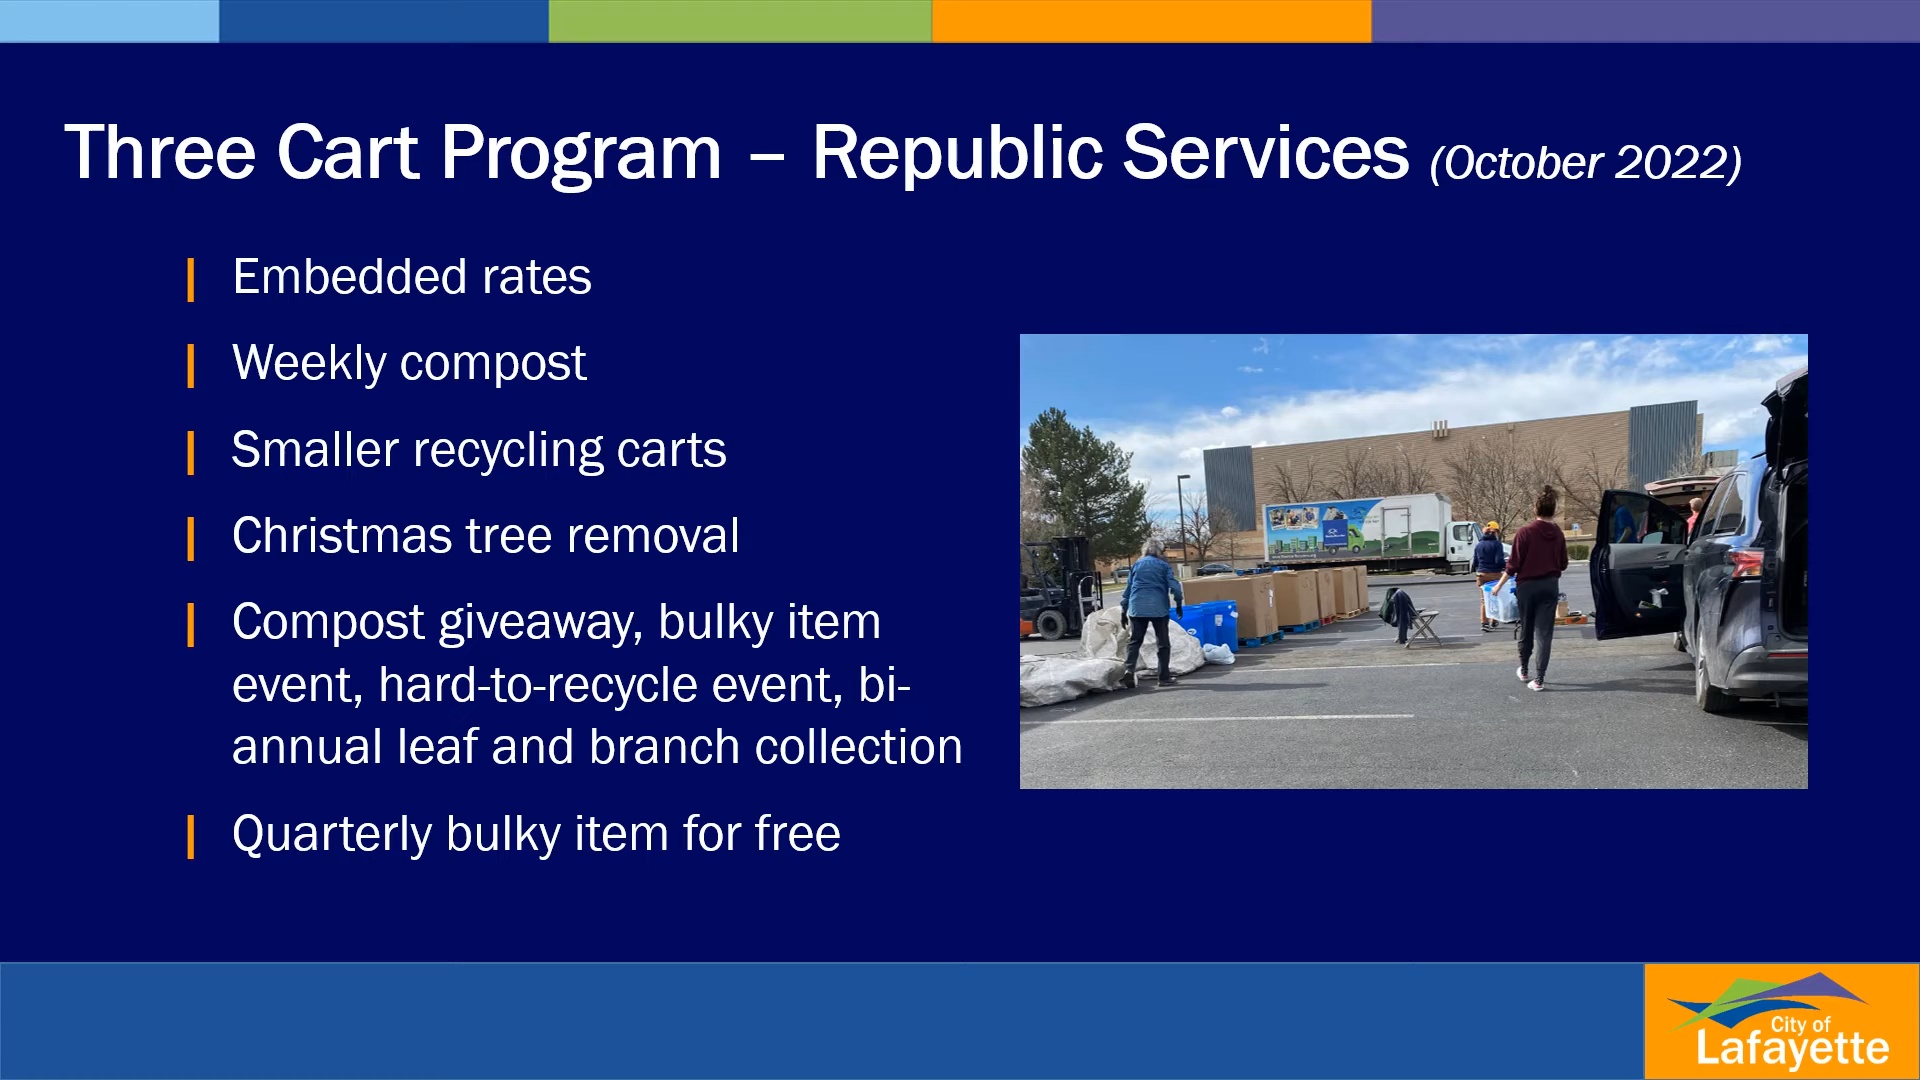 Three Cart Program – Republic Services (October 2022)
Embedded rates
Weekly compost
Smaller recycling carts
Christmas tree removal
Compost giveaway, bulky item
event, hard-to-recycle event, bi-
annual leaf and branch collection
Quarterly bulky item for free
City of
Lafayette